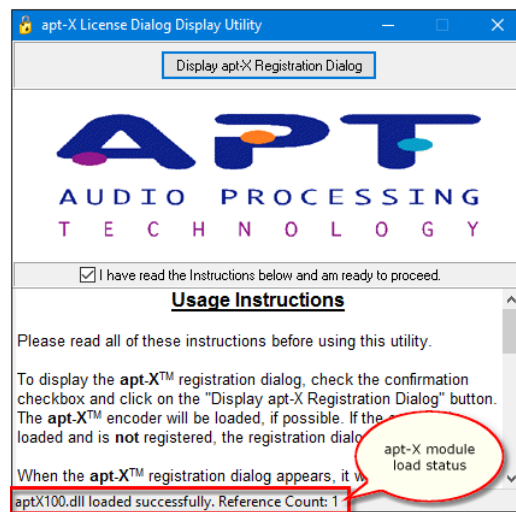 apt-X License Dialog Display Utility
Display apt-X Registration Dialog
APT
AUDIO PROCESSING
TECHNOLOGY
I have read the Instructions below and am ready to proceed.
Usage Instructions
Please read all of these instructions before using this utility.
To display the apt-X™ registration dialog, check the confirmation
checkbox and click on the "Display apt-X Registration Dialog" button.
The apt-X™ encoder will be loaded, if possible. If the
loaded and is not registered, the registration
When the apt-X™ registration dialog appears, it
apt-X module
load status
aptX100.dll loaded successfully. Reference Count: 1